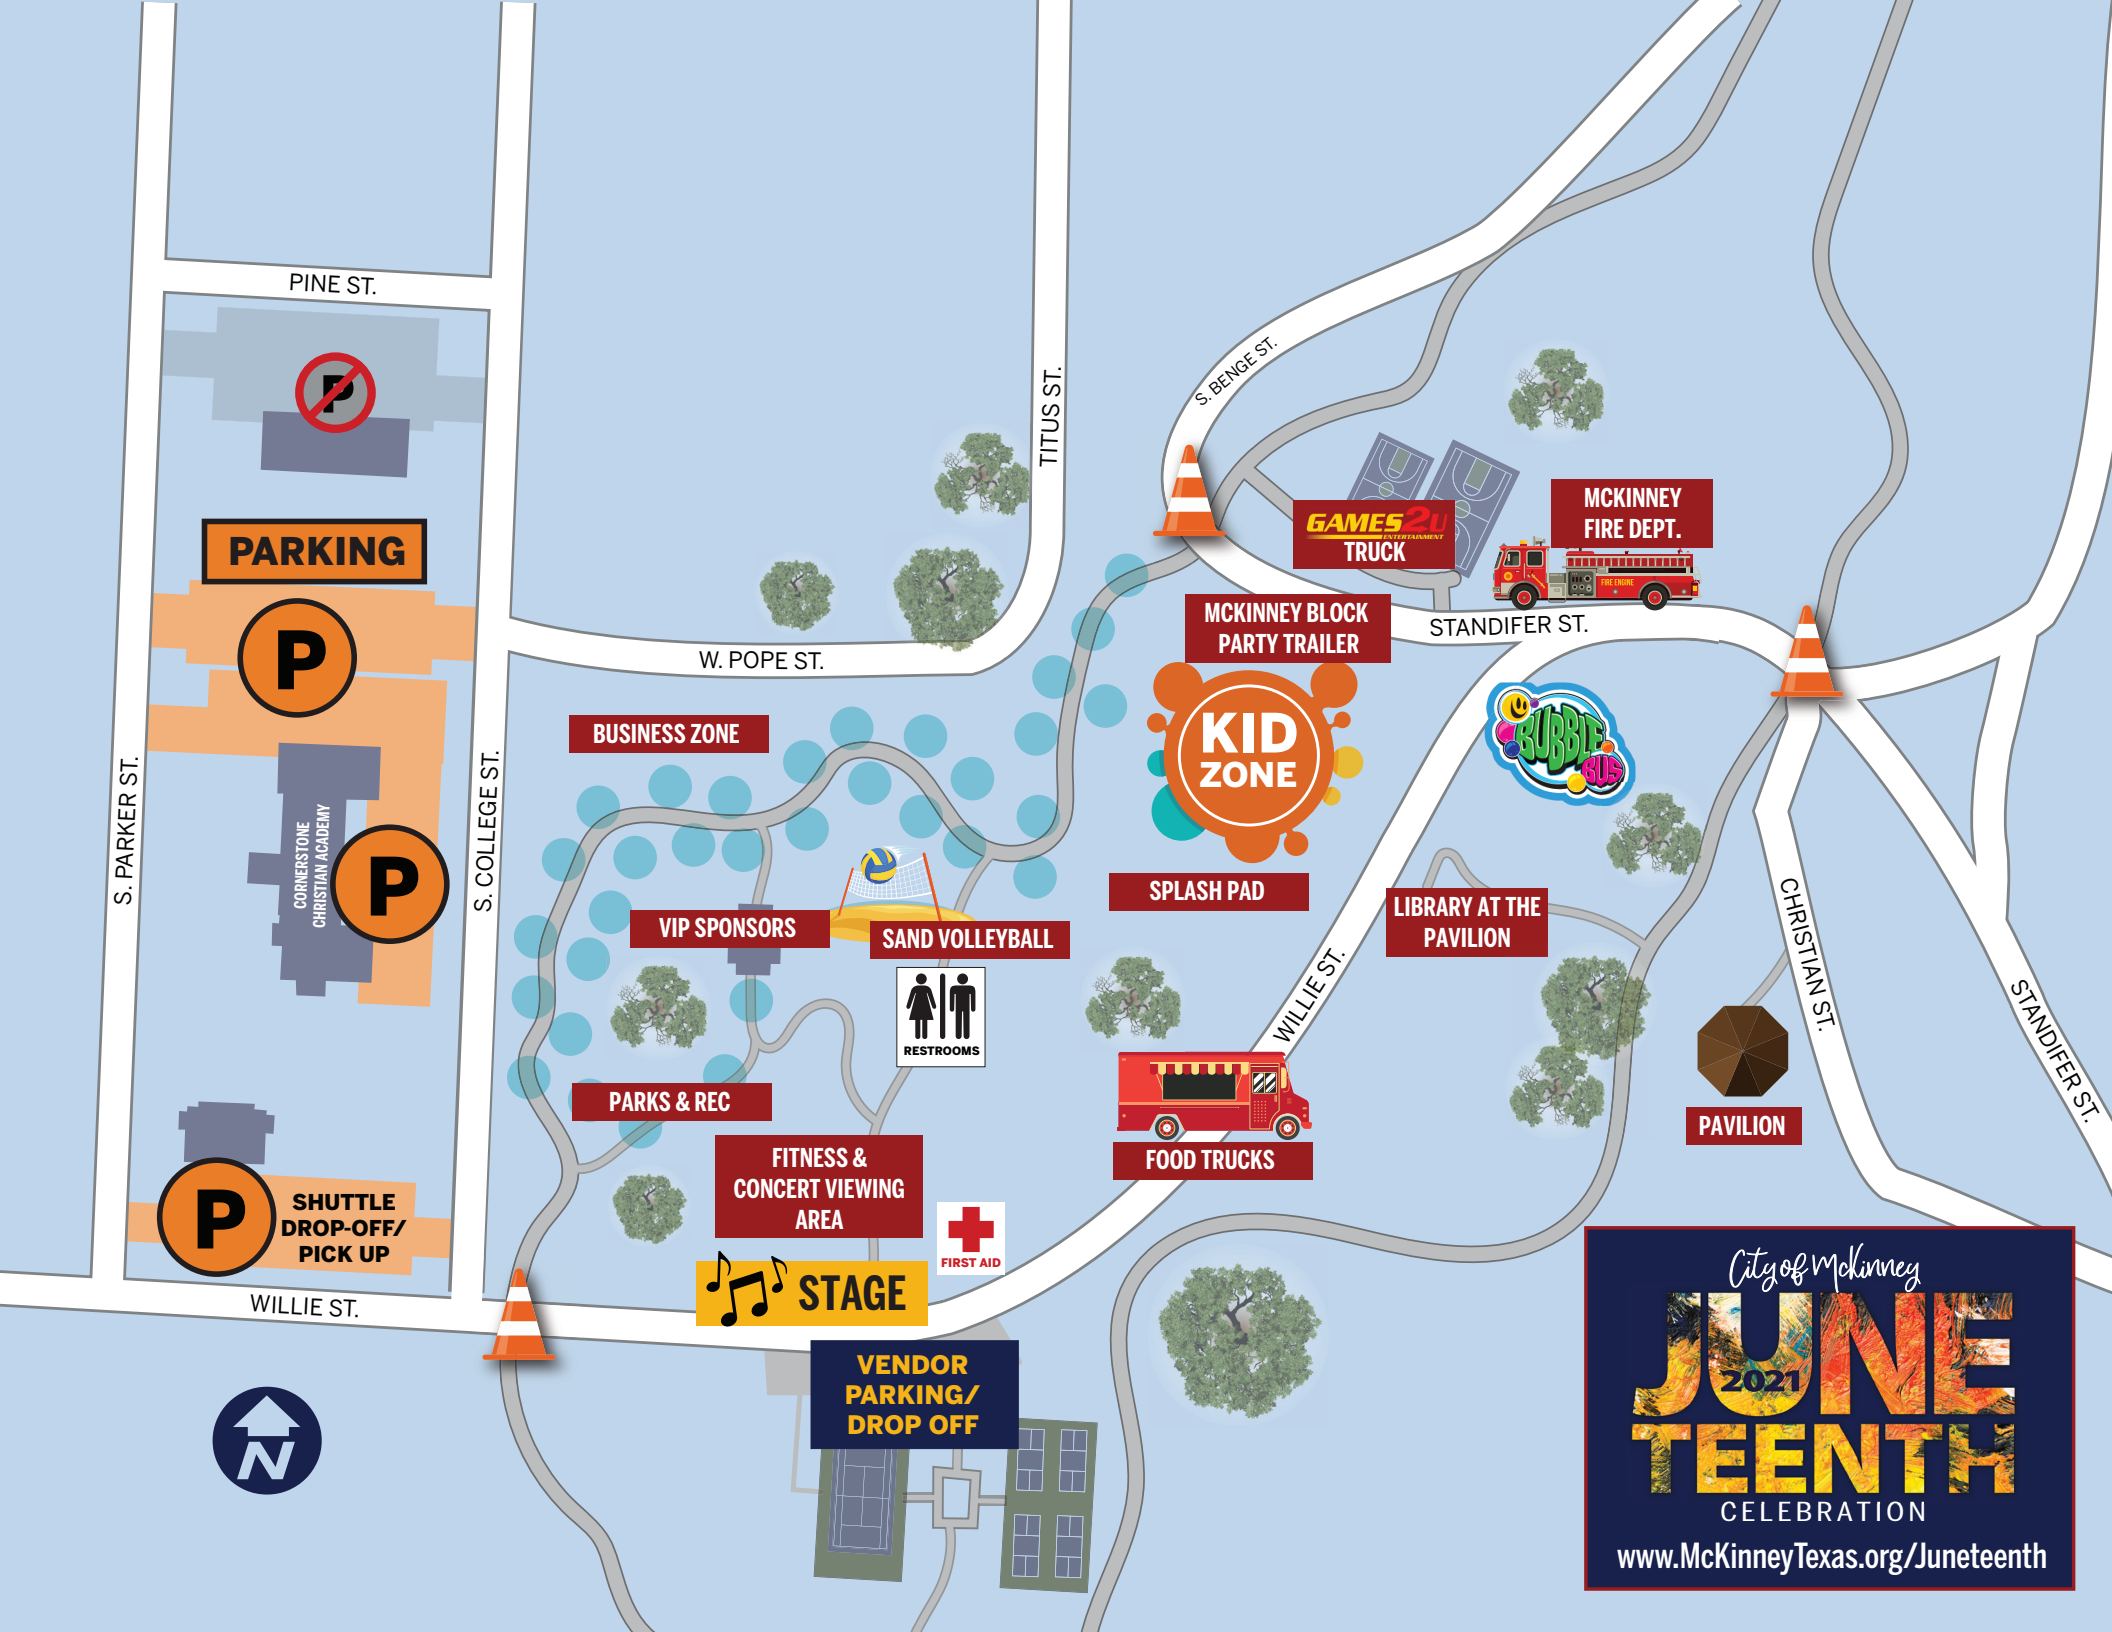 PINE ST.
P
PARKING
P
P
CORNERSTONE
CHRISTIAN ACADEMY
S. PARKER ST.
S. COLLEGE ST.
P
SHUTTLE
DROP-OFF/
PICK UP
WILLIE ST.
N
TITUS ST.
W. POPE ST.
S. BENGE ST.
BUSINESS ZONE
VIP SPONSORS
SAND VOLLEYBALL
RESTROOMS
PARKS & REC
FITNESS &
CONCERT VIEWING
AREA
FIRST AID
STAGE
VENDOR
PARKING/
DROP OFF
GAMES2U
ENTERTAINMENT
TRUCK
MCKINNEY
FIRE DEPT.
FIRE ENGINE
MCKINNEY BLOCK
PARTY TRAILER
STANDIFER ST.
KID
ZONE
BUBBLE
BUS
SPLASH PAD
LIBRARY AT THE
PAVILION
WILLIE ST.
FOOD TRUCKS
CHRISTIAN ST.
STANDIFER ST.
PAVILION
City of McKinney
JUNE
2021
TEENTH
CELEBRATION
www.McKinneyTexas.org/Juneteenth